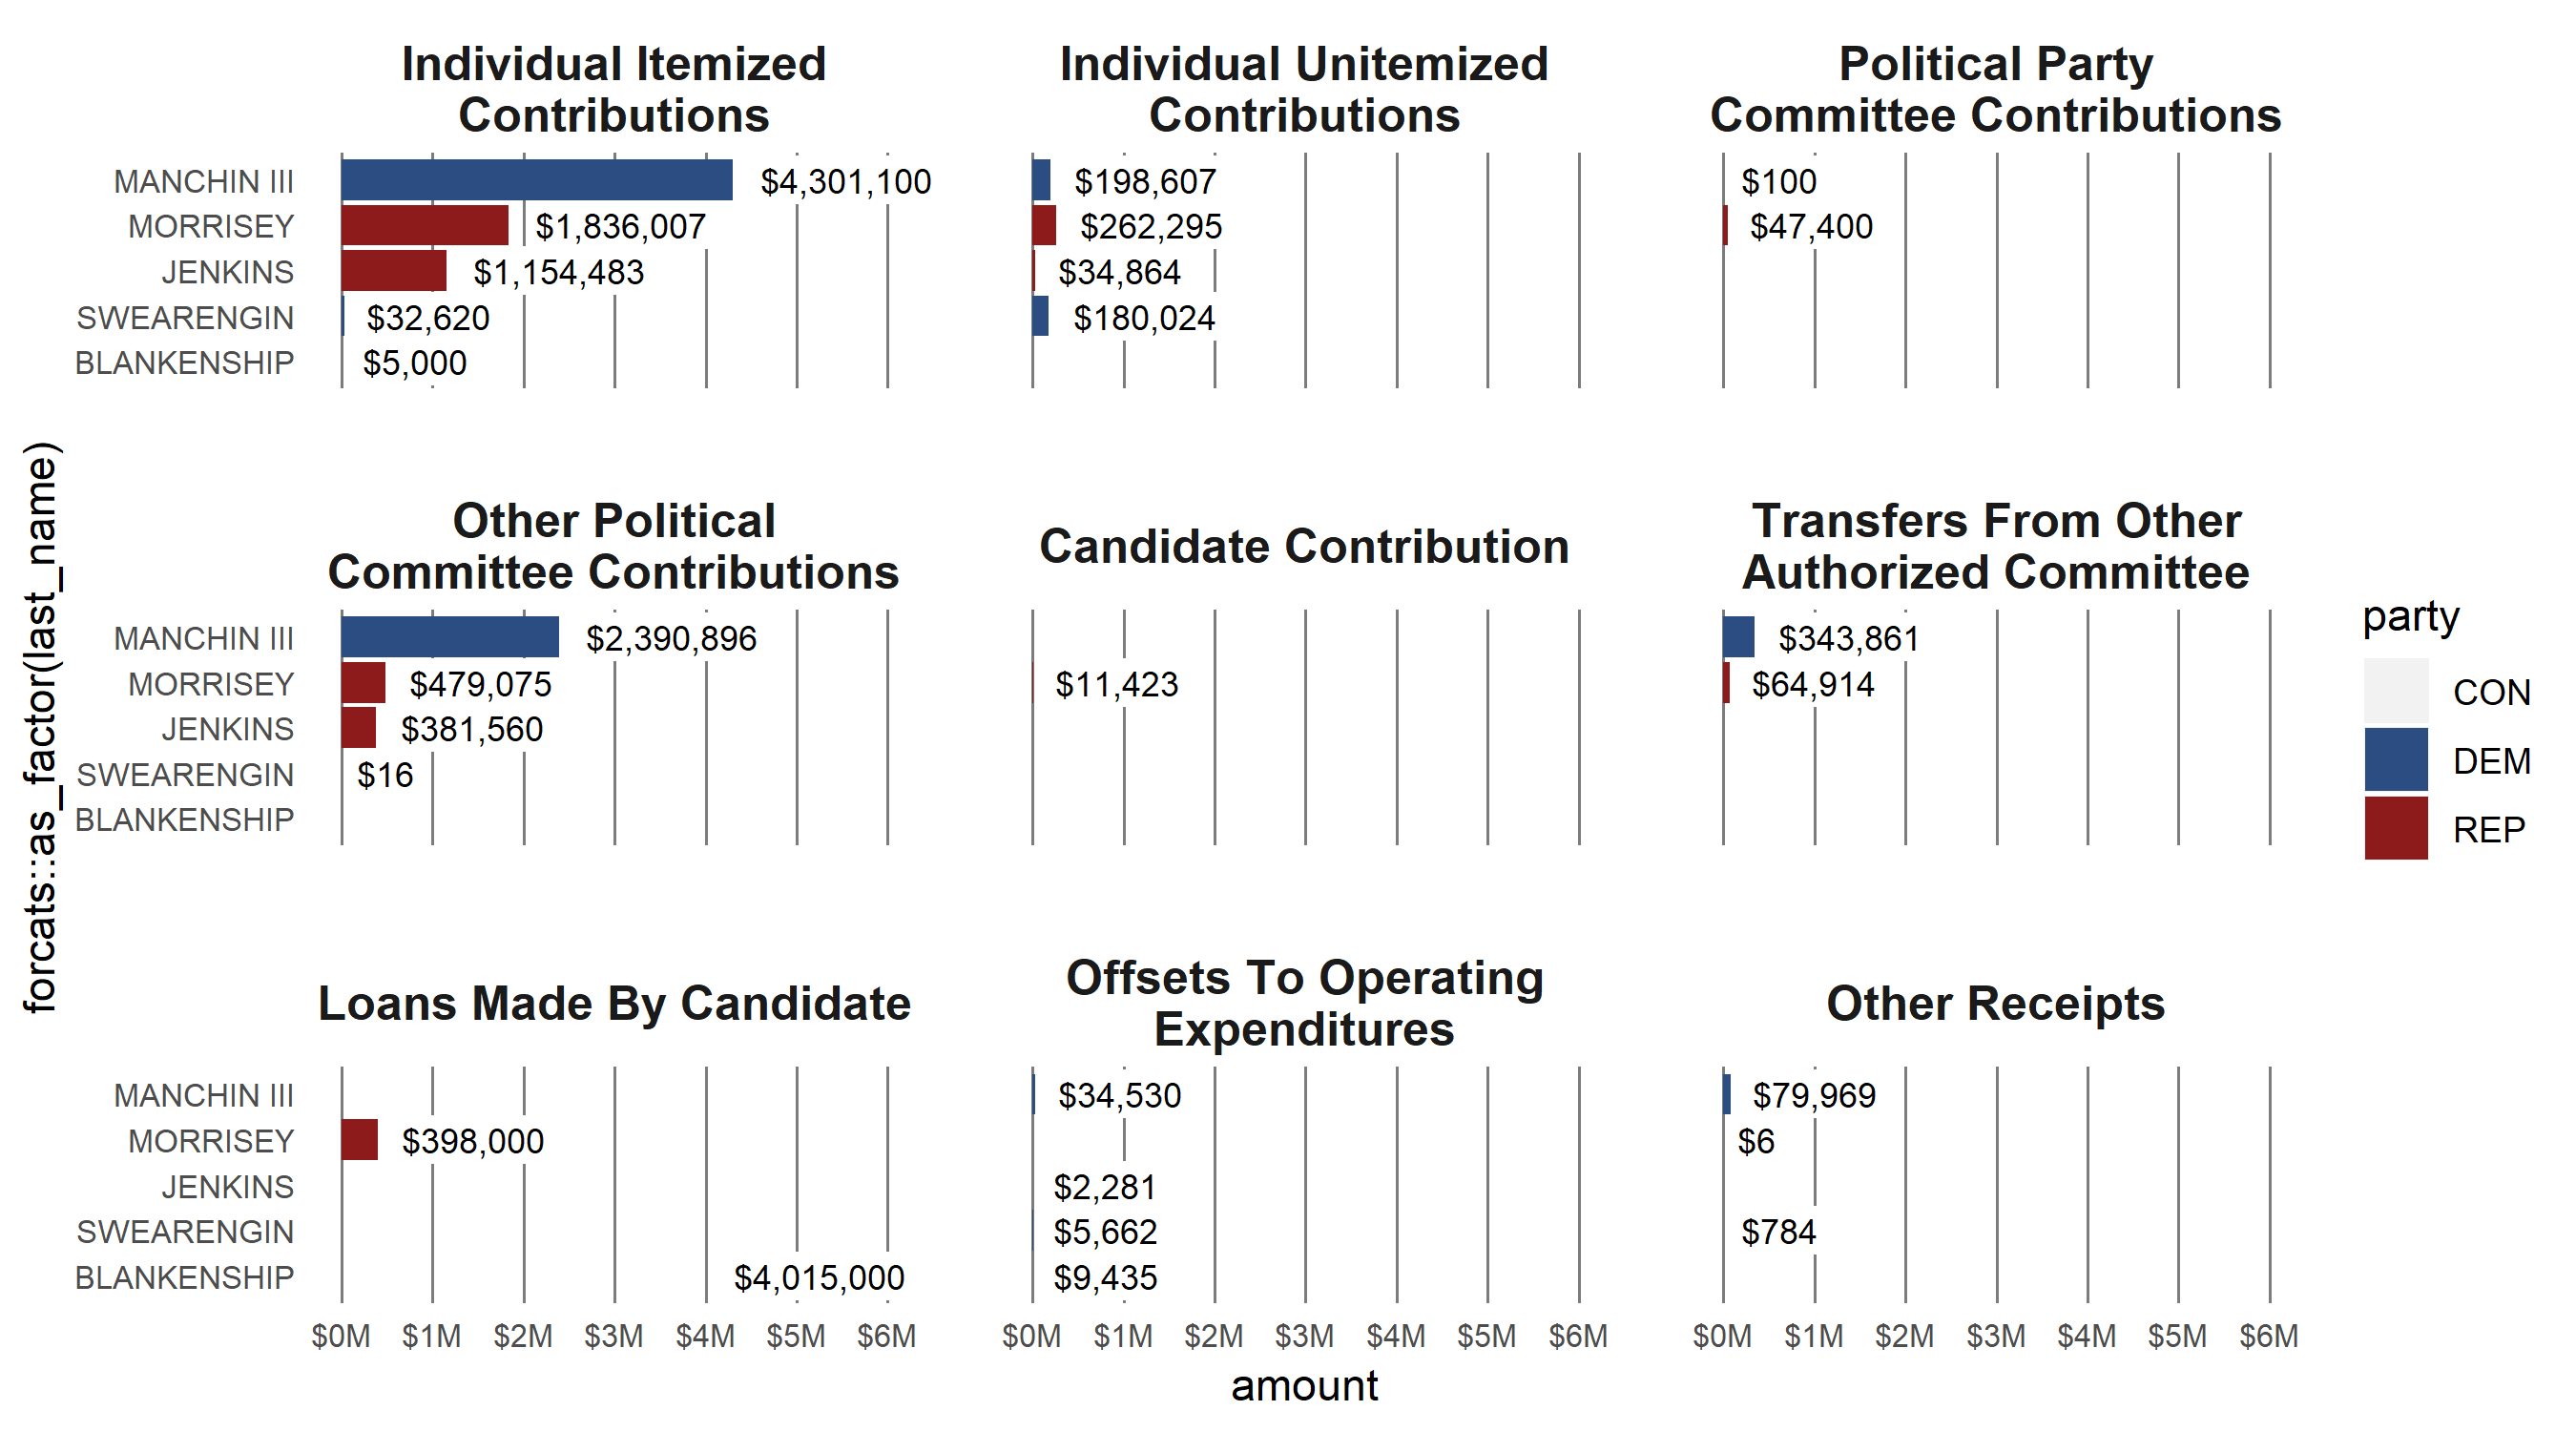 Individual Itemized
Contributions
Individual Unitemized
Contributions
Political Party
Committee Contributions
MANCHIN III
$4,301,100
$198,607
$100
MORRISEY
$1,836,007
$262,295
$47,400
JENKINS
$1,154,483
$34,864
SWEARENGIN
$32,620
$180,024
BLANKENSHIP
$5,000
forcats::as_factor(last_name)
Other Political
Committee Contributions
Candidate Contribution
Transfers From Other
Authorized Committee
MANCHIN III
$2,390,896
$343,861
MORRISEY
$479,075
$11,423
$64,914
JENKINS
$381,560
SWEARENGIN
$16
BLANKENSHIP
party
CON
DEM
REP
Loans Made By Candidate
Offsets To Operating
Expenditures
Other Receipts
MANCHIN III
$34,530
$79,969
MORRISEY
$398,000
$6
JENKINS
$2,281
SWEARENGIN
$5,662
$784
BLANKENSHIP
$4,015,000
$9,435
$0M $1M $2M $3M $4M $5M $6M
$0M $1M $2M $3M $4M $5M $6M
$0M $1M $2M $3M $4M $5M $6M
amount